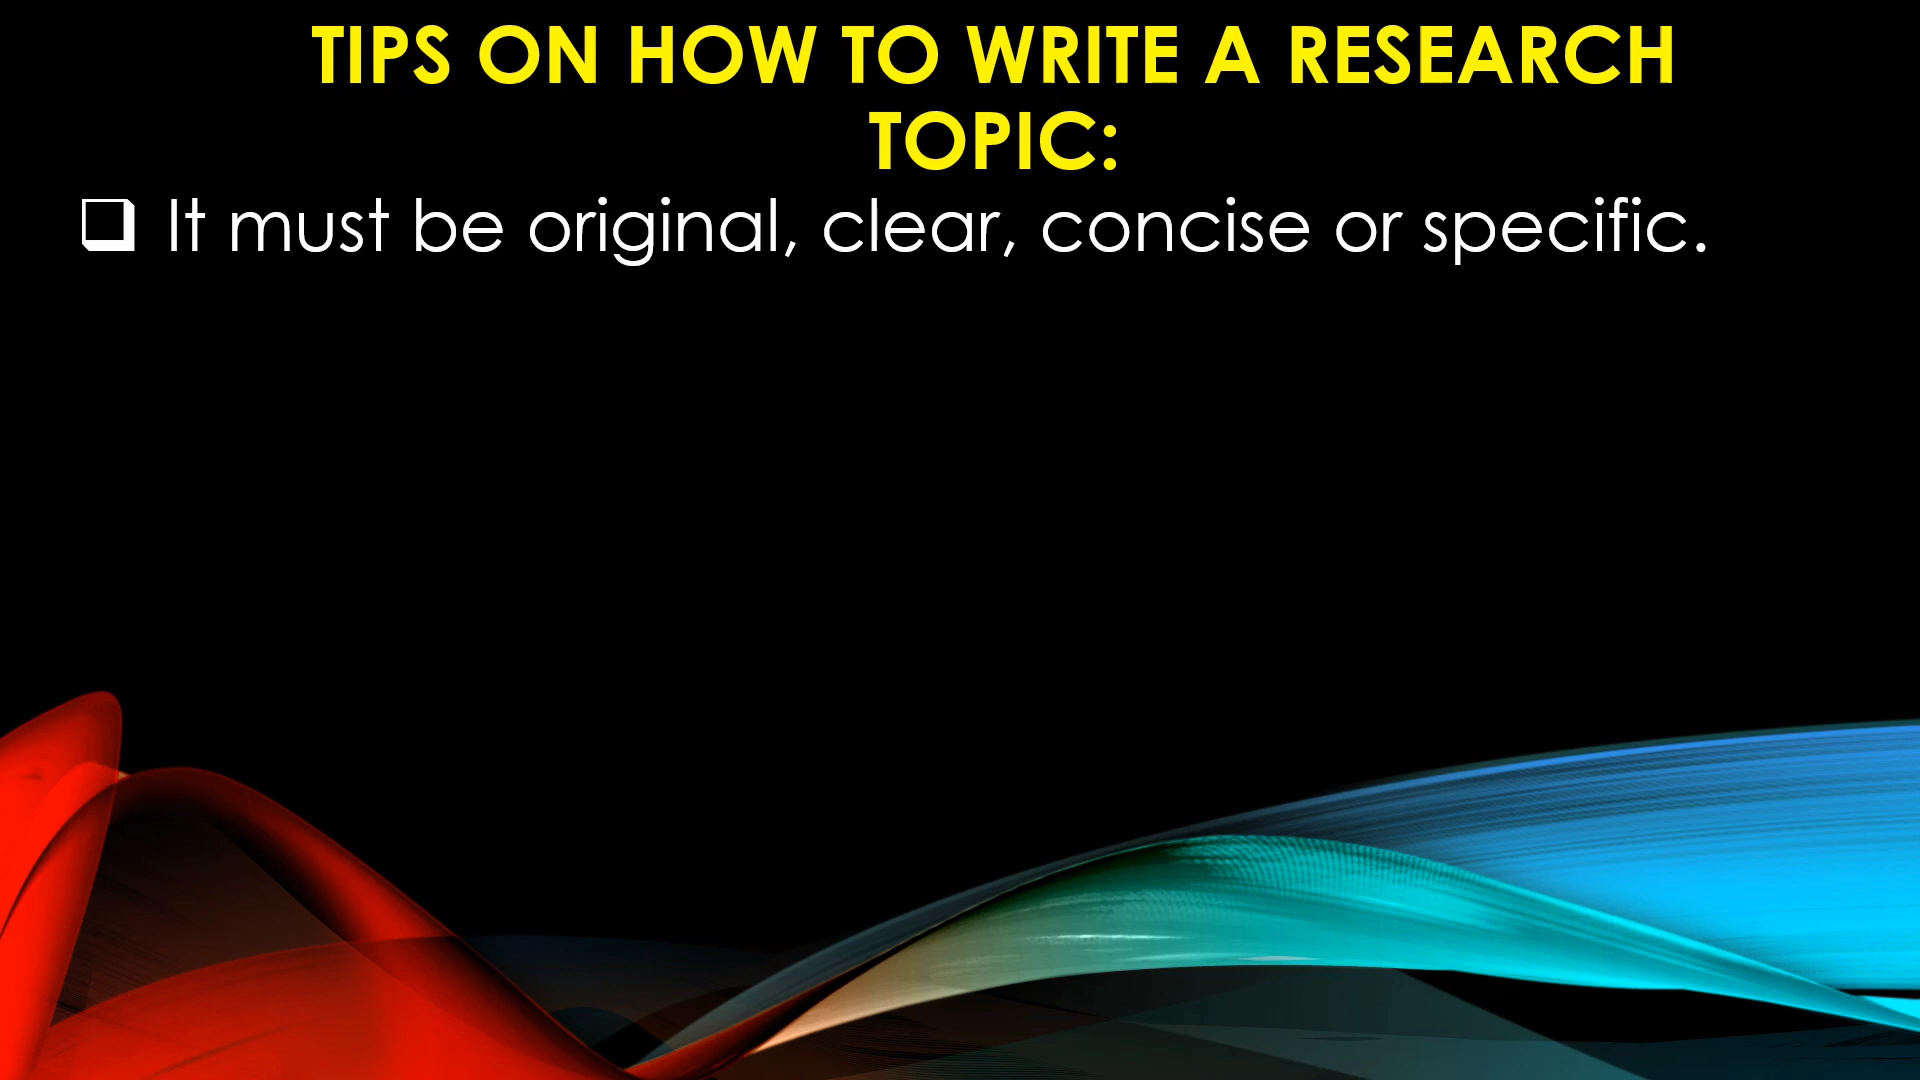 TIPS ON HOW TO WRITE A RESEARCH
TOPIC:
❑ It must be original, clear, concise or specific.